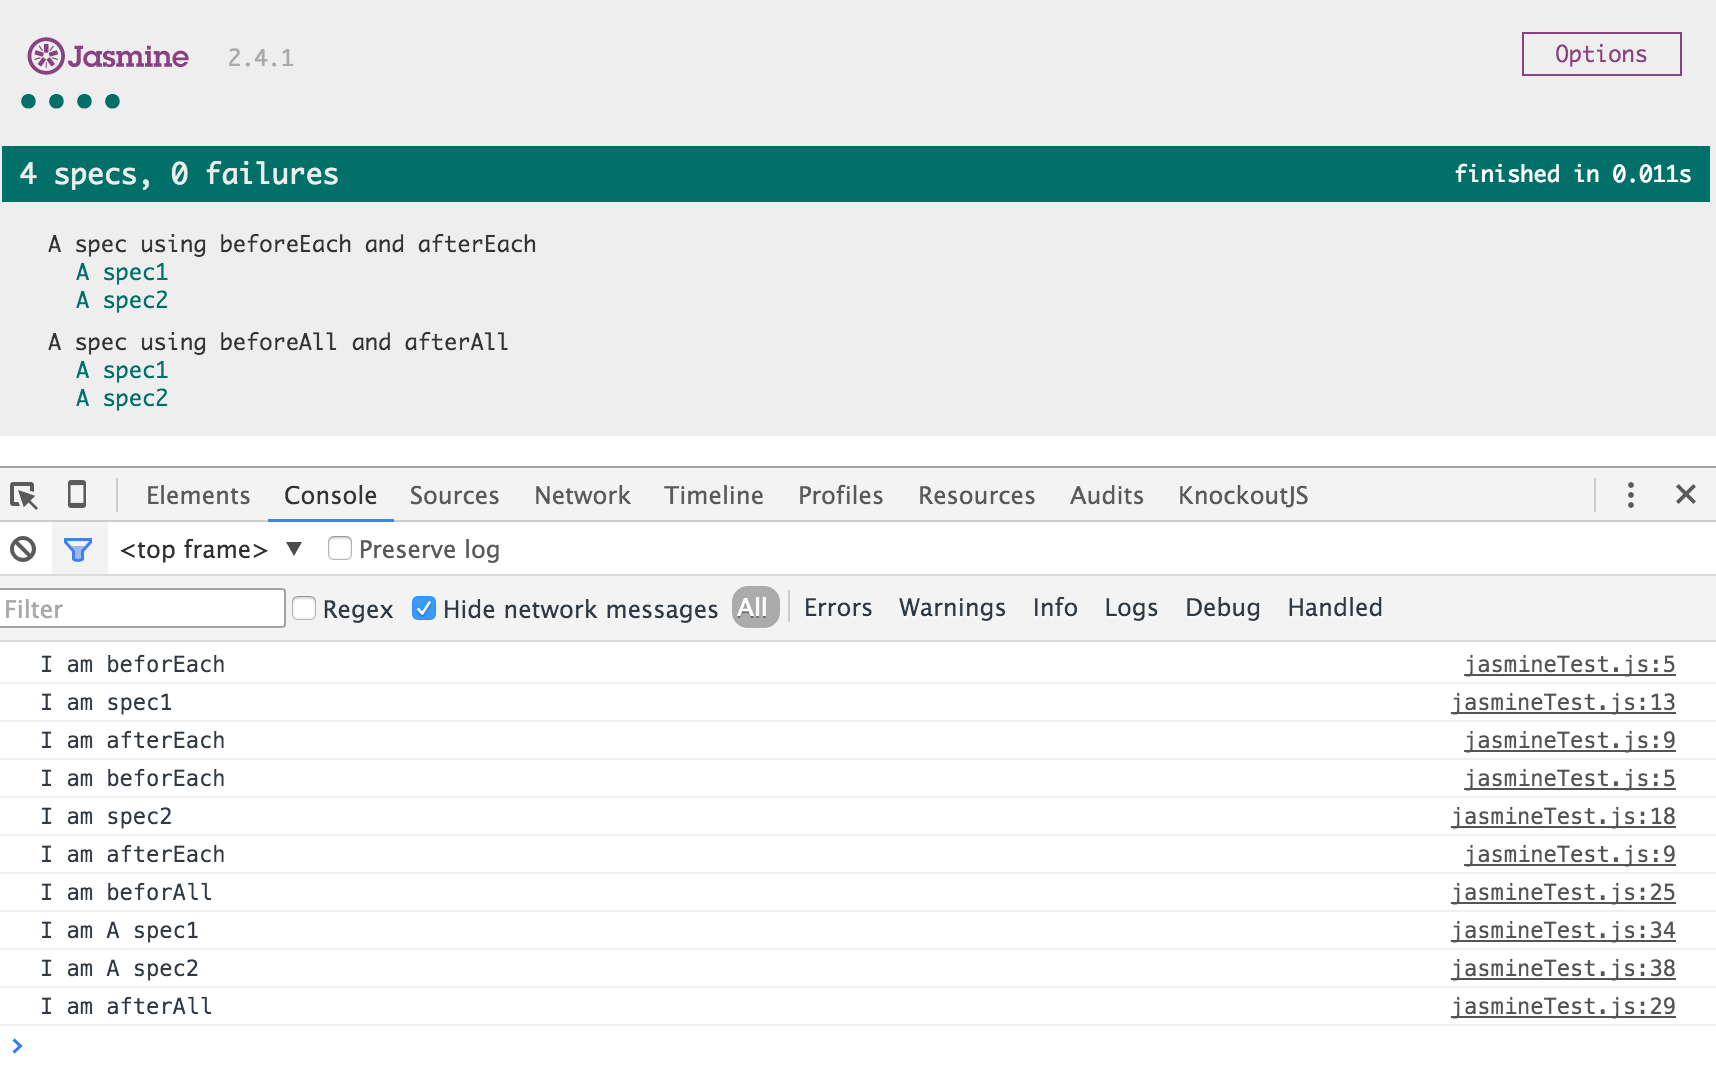 Jasmine 2.4.1 Options
4 specs, 0 failures finished in 0.011s
A spec using beforeEach and afterEach
A spec1
A spec2
A spec using beforeAll and afterAll
A spec1
A spec2
Elements Console Sources Network Timeline Profiles Resources Audits KnockoutJS
<top frame> Preserve log
Filter Regex Hide network messages All Errors Warnings Info Logs Debug Handled
I am beforEach jasmineTest.js:5
I am spec1 jasmineTest.js:13
I am afterEach jasmineTest.js:9
I am beforEach jasmineTest.js:5
I am spec2 jasmineTest.js:18
I am afterEach jasmineTest.js:9
I am beforAll jasmineTest.js:25
I am A spec1 jasmineTest.js:34
I am A spec2 jasmineTest.js:38
I am afterAll jasmineTest.js:29